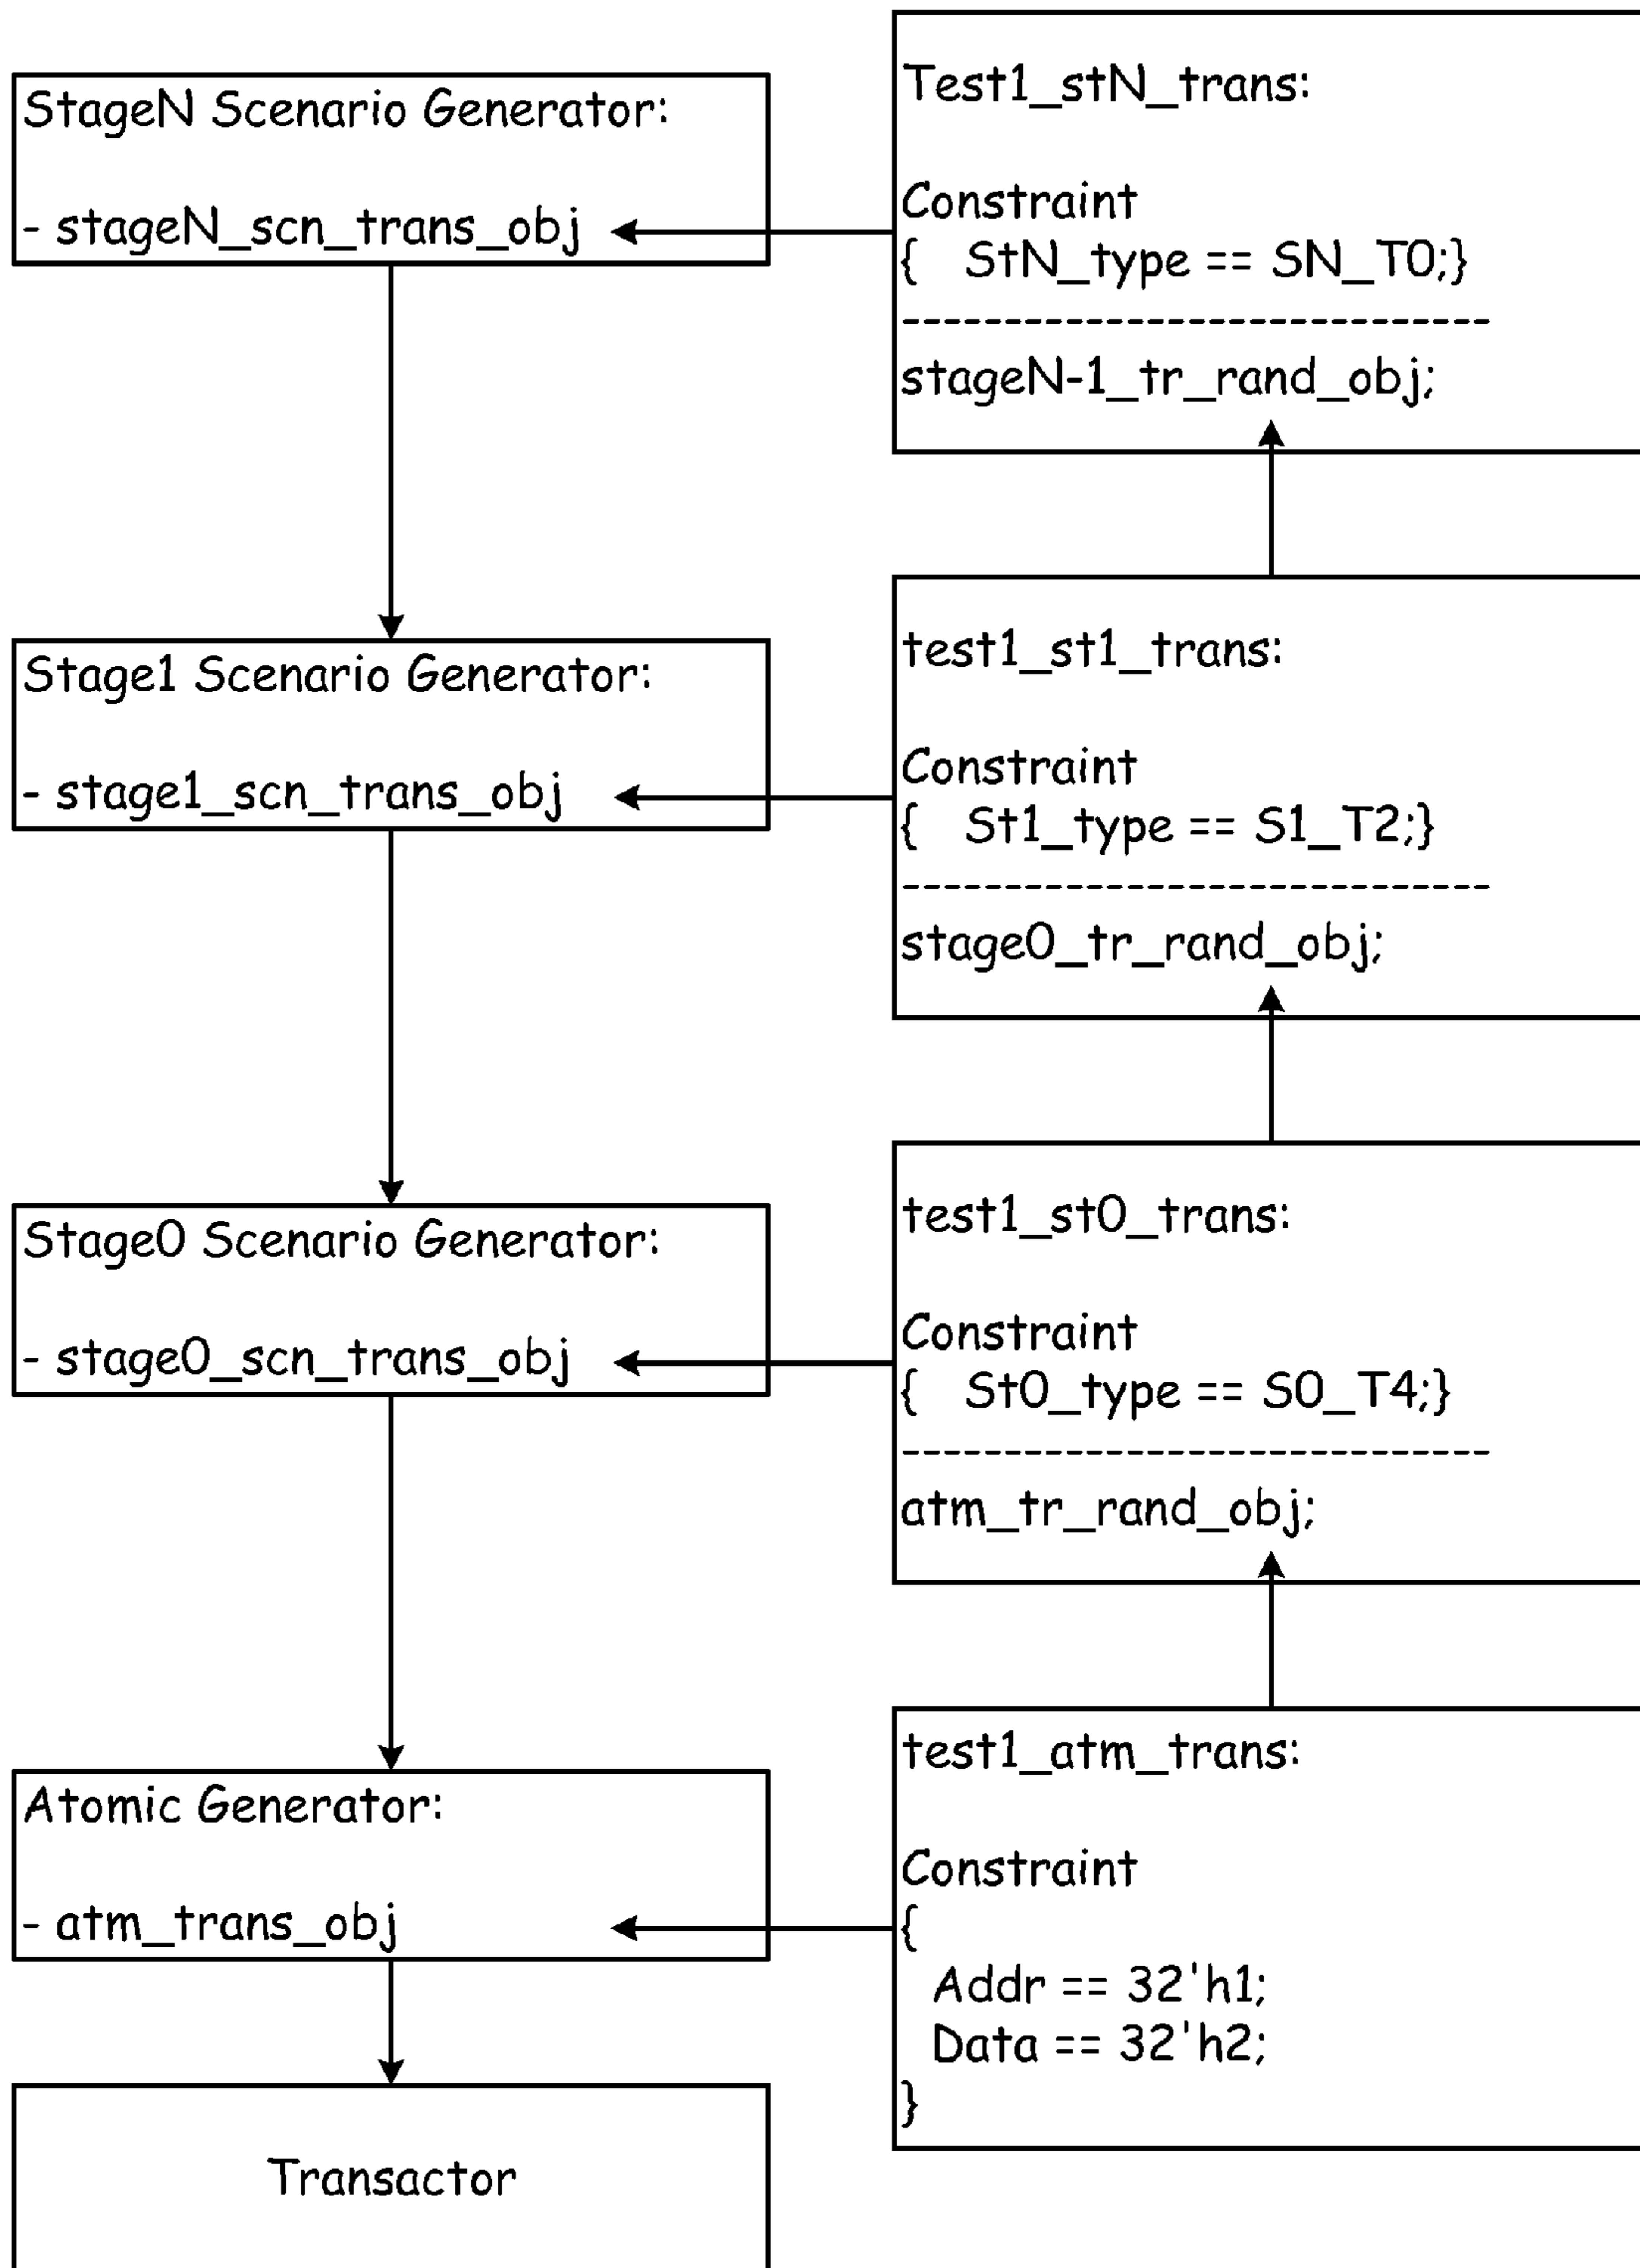 StageN Scenario Generator:
- stageN_scn_trans_obj
Test1_stN_trans:
Constraint
{ StN_type == SN_T0;}
------------------------------
stageN-1_tr_rand_obj;
Stage1 Scenario Generator:
- stage1_scn_trans_obj
test1_st1_trans:
Constraint
{ St1_type == S1_T2;}
------------------------------
stage0_tr_rand_obj;
Stage0 Scenario Generator:
- stage0_scn_trans_obj
test1_st0_trans:
Constraint
{ St0_type == S0_T4;}
------------------------------
atm_tr_rand_obj;
Atomic Generator:
- atm_trans_obj
test1_atm_trans:
Constraint
{
Addr == 32'h1;
Data == 32'h2;
}
Transactor